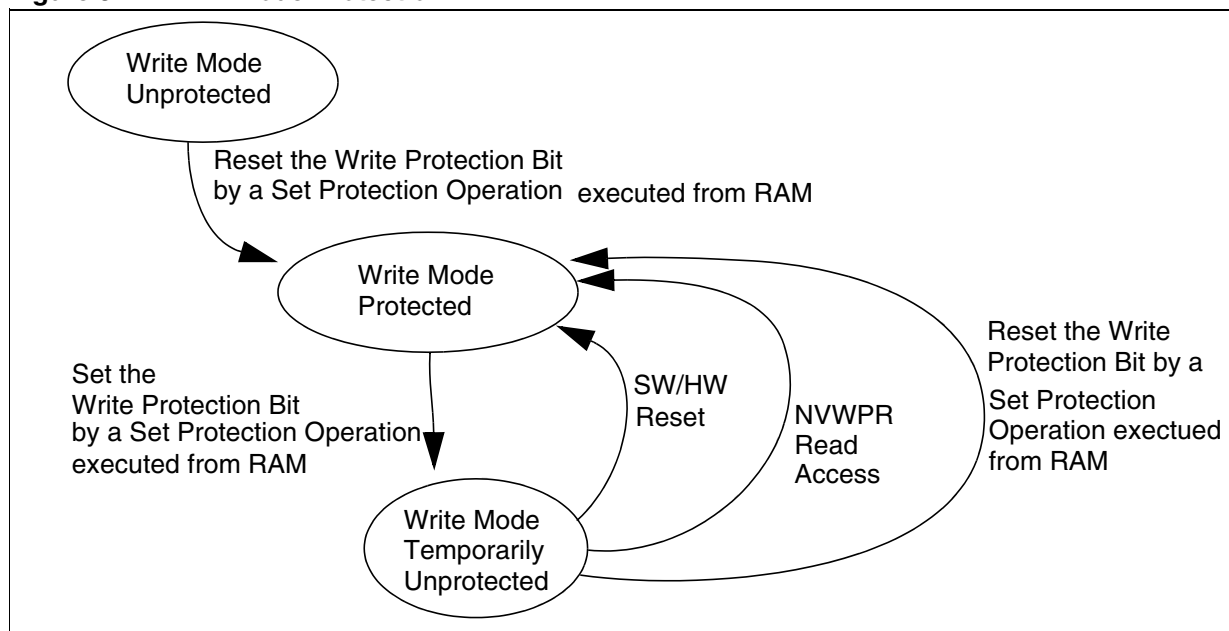 Write Mode
Unprotected
Reset the Write Protection Bit
by a Set Protection Operation executed from RAM
Write Mode
Protected
Set the
Write Protection Bit
by a Set Protection Operation
executed from RAM
SW/HW
Reset
NVWPR
Read
Access
Reset the Write
Protection Bit by a
Set Protection
Operation exectued
from RAM
Write Mode
Temporarily
Unprotected